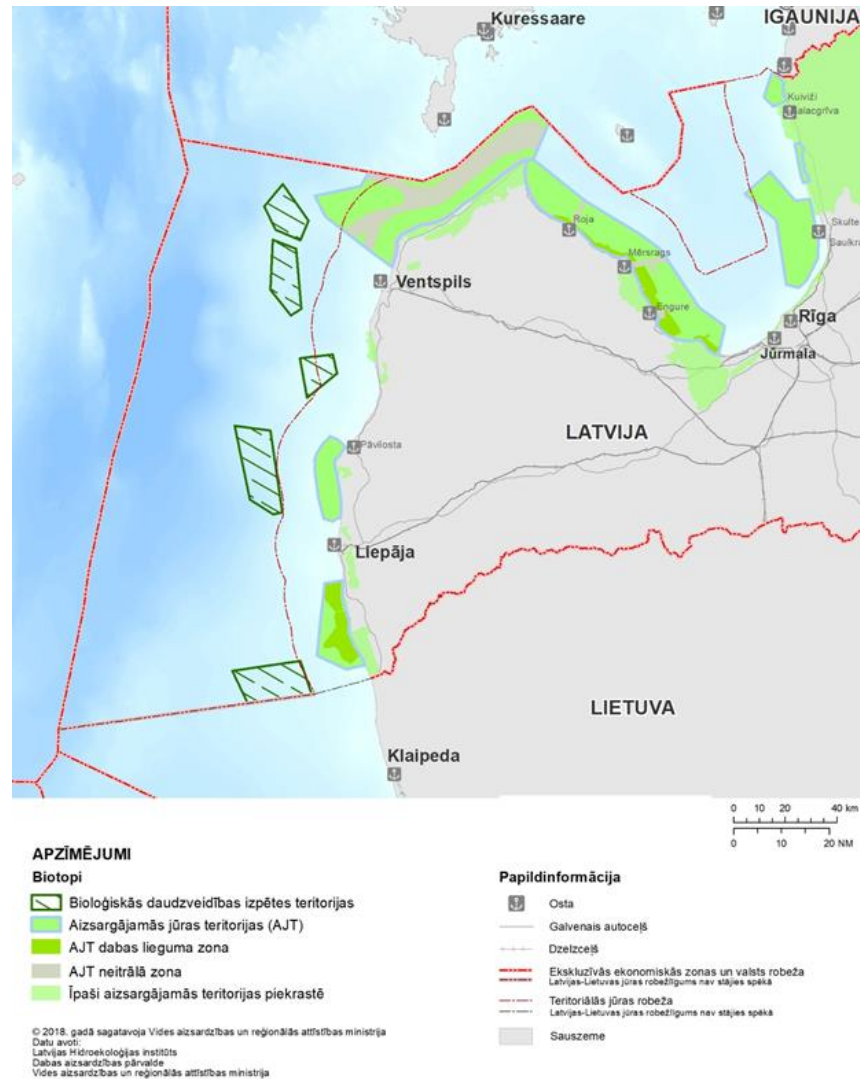 Kuressaare
IGAUNIJA
Kuiviži
alacgrīva
Skulte
Saulkra
Roja
Mērsrags
Ventspils
Engure
Rīga
Jūrmala
Pāvilosta
LATVIJA
Liepāja
LIETUVA
Klaipeda
0 10 20 40 km
0 10 20 NM
APZĪMĒJUMI
Biotopi
Bioloģiskās daudzveidības izpētes teritorijas
Aizsargājamās jūras teritorijas (AJT)
AJT dabas lieguma zona
AJT neitrālā zona
Īpaši aizsargājamās teritorijas piekrastē
© 2018. gadā sagatavoja Vides aizsardzības un reģionālās attīstības ministrija
Datu avoti:
Latvijas Hidroekoloģijas institūts
Dabas aizsardzības pārvalde
Vides aizsardzības un reģionālās attīstības ministrija
Papildinformācija
Osta
Galvenais autoceļš
Dzelzceļš
Ekskluzīvās ekonomiskās zonas un valsts robeža
Latvijas-Lietuvas jūras robežlīgums nav stājies spēkā
Teritoriālās jūras robeža
Latvijas-Lietuvas jūras robežlīgums nav stājies spēkā
Sauszeme